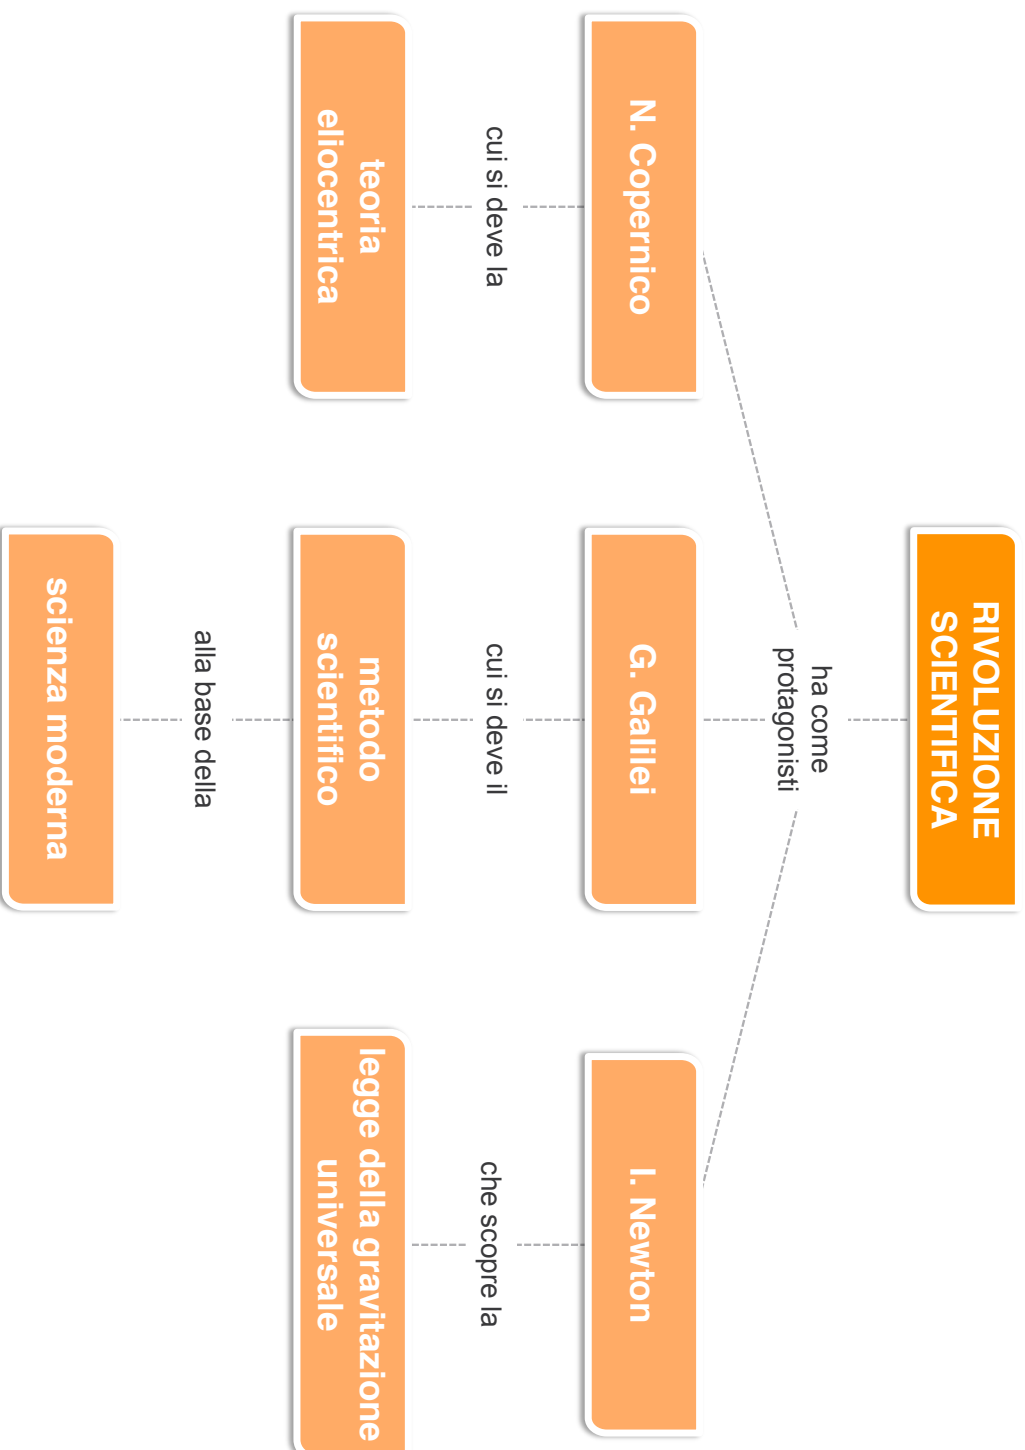 RIVOLUZIONE
SCIENTIFICA
ha come
protagonisti
N. Copernico
G. Galilei
I. Newton
cui si deve la
cui si deve il
che scopre la
teoria
eliocentrica
metodo
scientifico
legge della gravitazione
universale
alla base della
scienza moderna